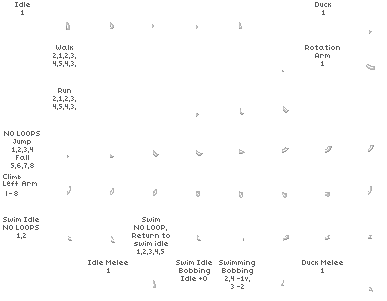 Idle
1
Duck
1
Walk
2,1,2,3,
4,5,4,3,
Rotation
Arm
1
Run
2,1,2,3,
4,5,4,3,
NO LOOPS
Jump
1,2,3,4
Fall
5,6,7,8
Climb
Left Arm
1-8
Swim Idle
NO LOOPS
1,2
Swim
NO LOOP,
Return to
swim idle
1,2,3,4,5
Idle Melee
1
Swim Idle
Bobbing
Idle +0
Swimming
Bobbing
2,4 -1v,
3 -2
Duck Melee
1